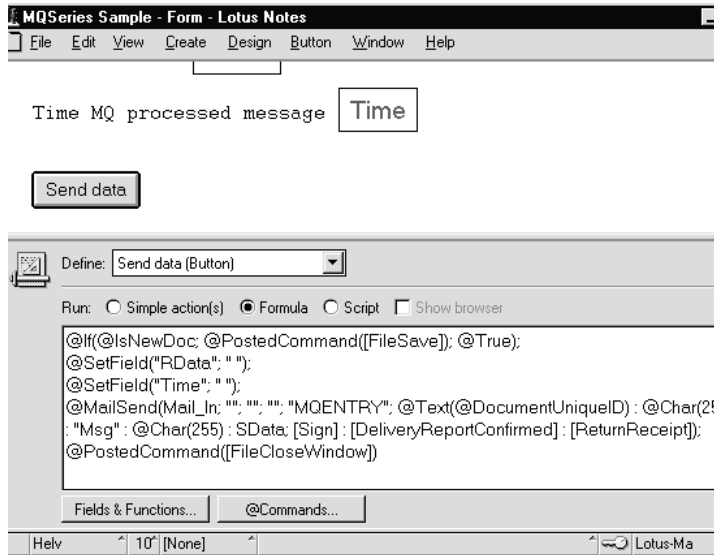 MQSeries Sample - Form - Lotus Notes
File Edit View Create Design Button Window Help
Time MQ processed message Time
Send data
Define: Send data (Button)
Run: Simple action(s) Formula Script Show browser
@If(@IsNewDoc; @PostedCommand([FileSave]); @True);
@SetField("RData"; " ");
@SetField("Time"; " ");
@MailSend(Mail_In; ""; ""; ""; "MQENTRY"; @Text(@DocumentUniqueID) : @Char(25
: "Msg" : @Char(255) : SData; [Sign] : [DeliveryReportConfirmed] : [ReturnReceipt]);
@PostedCommand([FileCloseWindow])
Fields & Functions... @Commands...
Helv 10 [None] Lotus-Ma